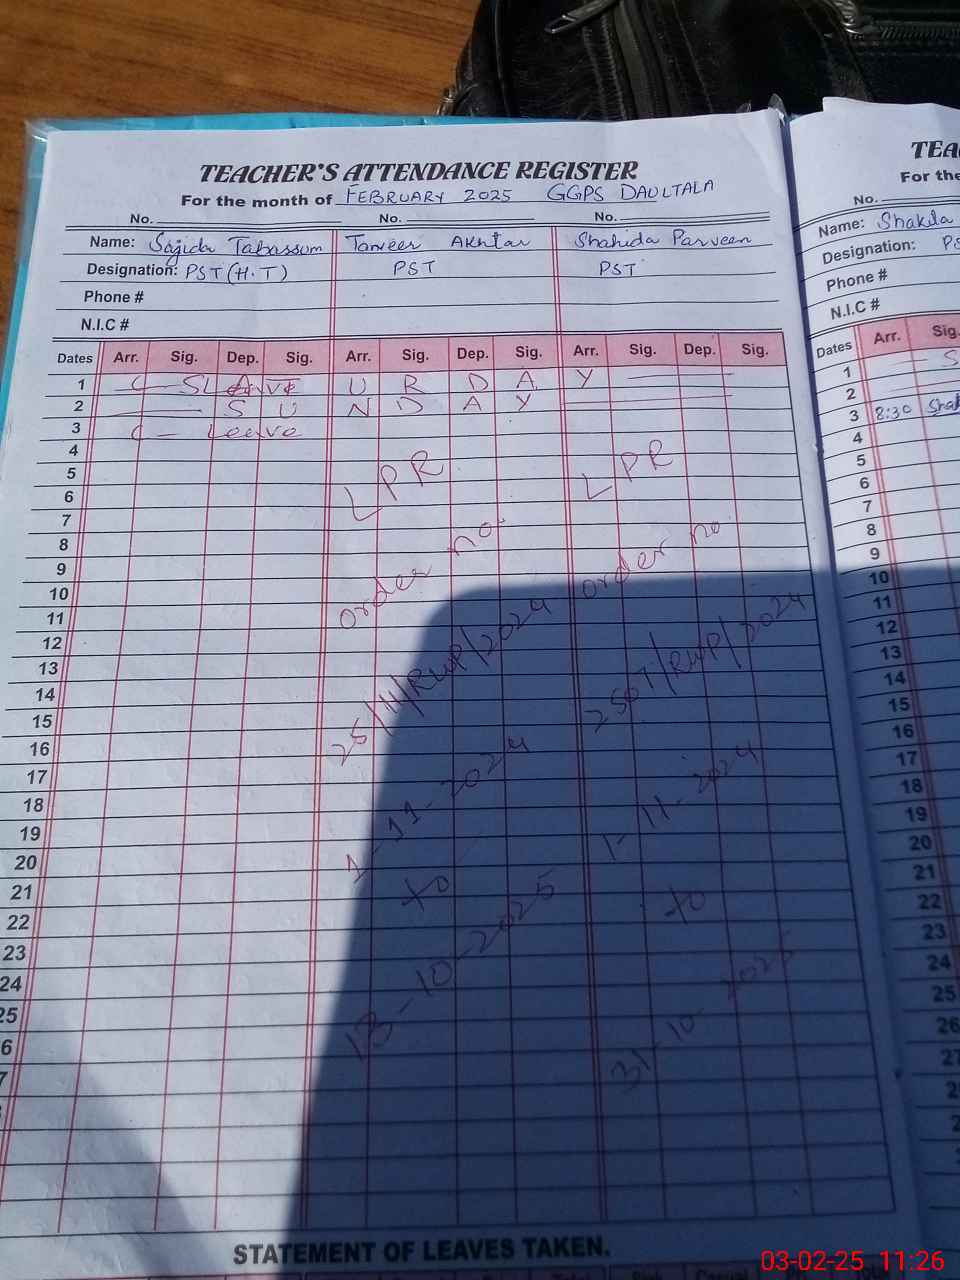 TEACHER'S ATTENDANCE REGISTER
For the month of FEBRUARY 2025 GGPS DAULTALA
No. No. No.
Name: Sajida Tabassum Tanveer Akhtar Shahida Parveen
Designation: PST (H.T) PST PST
Phone #
N.I.C #
Dates Arr. Sig. Dep. Sig. Arr. Sig. Dep. Sig. Arr. Sig. Dep. Sig.
1 U R D A Y
2 S U N D A Y
3 C - Leave
4
5
6
7
8
9
10
11
12
13
14
15
16
17
18
19
20
21
22
23
24
25
6
7
LPR
order no.
/RWP/2024
1-11-2024
to
13-10-2025
LPR
order no
/RWP/2024
1-11-2024
to
31-10-2025
STATEMENT OF LEAVES TAKEN.
TEA
For the
No.
Name: Shakila
Designation: PS
Phone #
N.I.C #
Dates Arr. Sig.
1 S
2
3 8:30 Shak
4
5
6
7
8
9
10
11
12
13
14
15
16
17
18
19
20
21
22
23
24
25
26
27
2
03-02-25 11:26